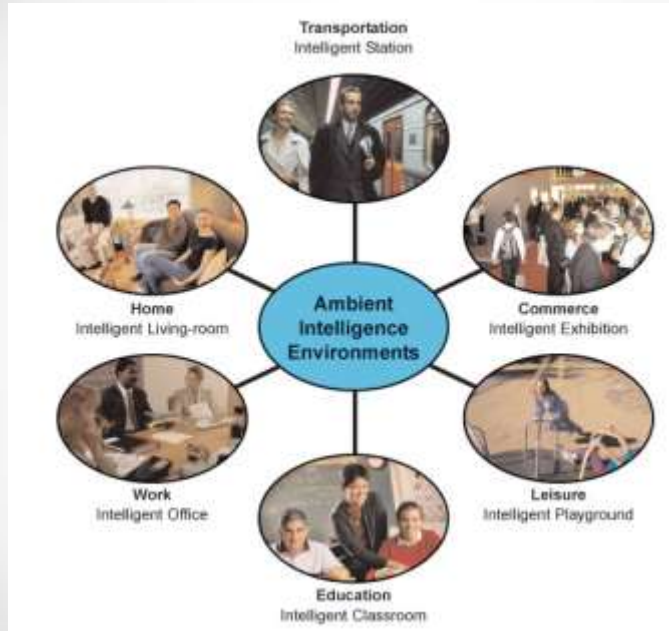 Transportation
Intelligent Station
Home
Intelligent Living-room
Ambient
Intelligence
Environments
Commerce
Intelligent Exhibition
Work
Intelligent Office
Leisure
Intelligent Playground
Education
Intelligent Classroom